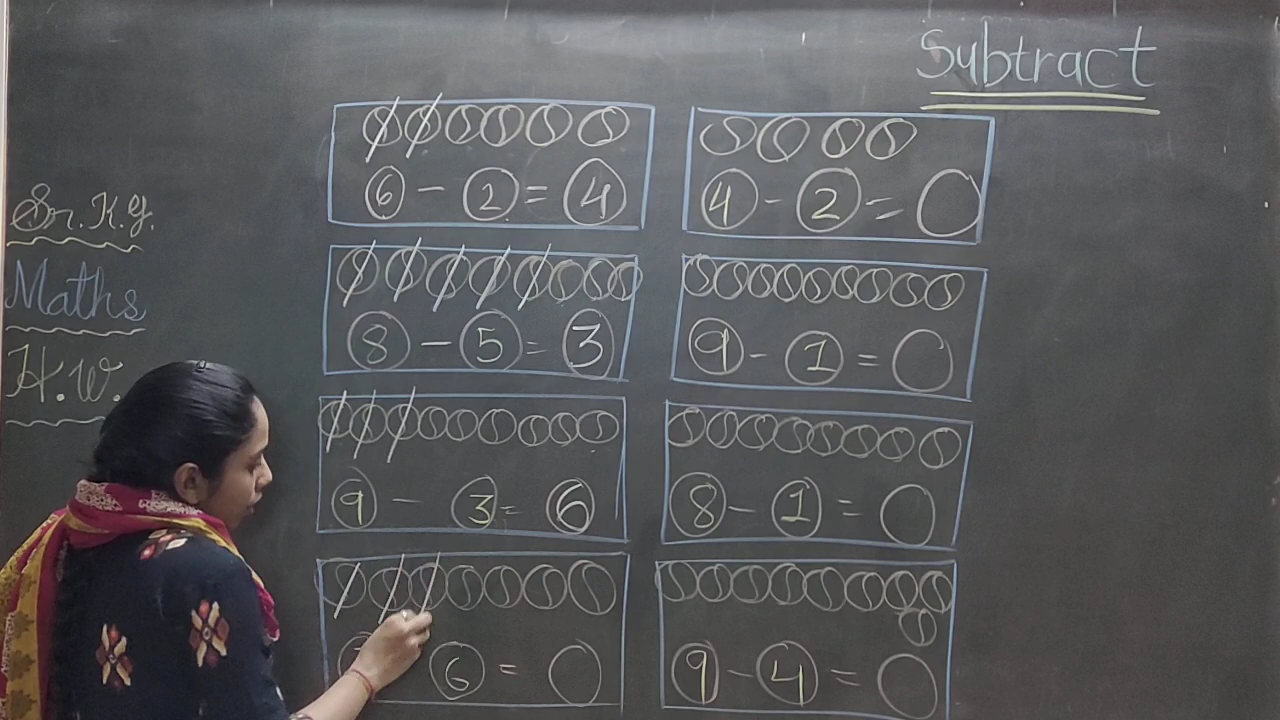 Subtract
Sr. K.G.
Maths
H.W.
6 - 2 = 4
8 - 5 = 3
9 - 3 = 6
6 =
4 - 2 =
9 - 1 =
8 - 1 =
9 - 4 =